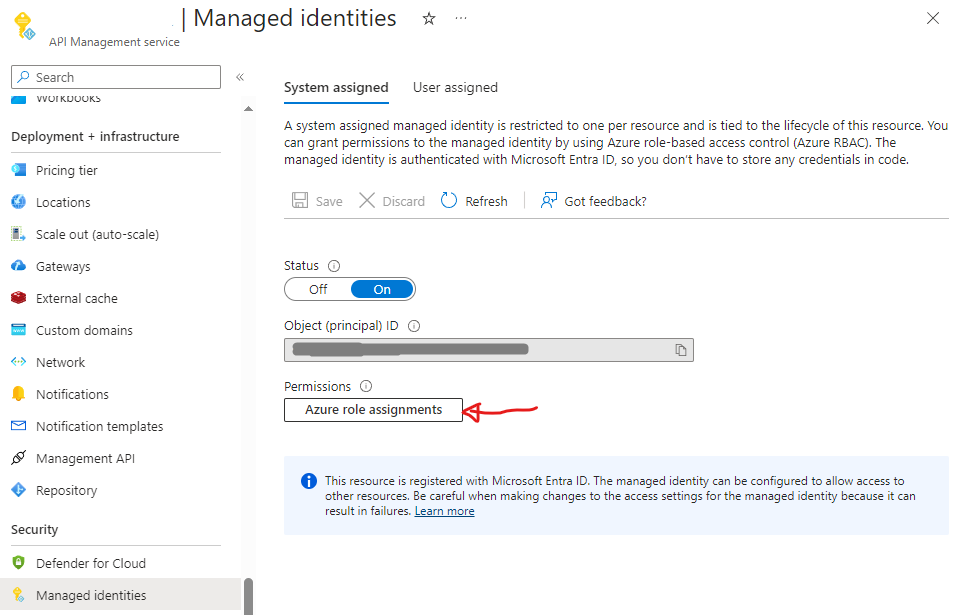 | Managed identities
API Management service
Search
Workbooks
Deployment + infrastructure
Pricing tier
Locations
Scale out (auto-scale)
Gateways
External cache
Custom domains
Network
Notifications
Notification templates
Management API
Repository
Security
Defender for Cloud
Managed identities
System assigned User assigned
A system assigned managed identity is restricted to one per resource and is tied to the lifecycle of this resource. You
can grant permissions to the managed identity by using Azure role-based access control (Azure RBAC). The
managed identity is authenticated with Microsoft Entra ID, so you don't have to store any credentials in code.
Save Discard Refresh Got feedback?
Status
Off On
Object (principal) ID
Permissions
Azure role assignments
This resource is registered with Microsoft Entra ID. The managed identity can be configured to allow access to
other resources. Be careful when making changes to the access settings for the managed identity because it can
result in failures. Learn more